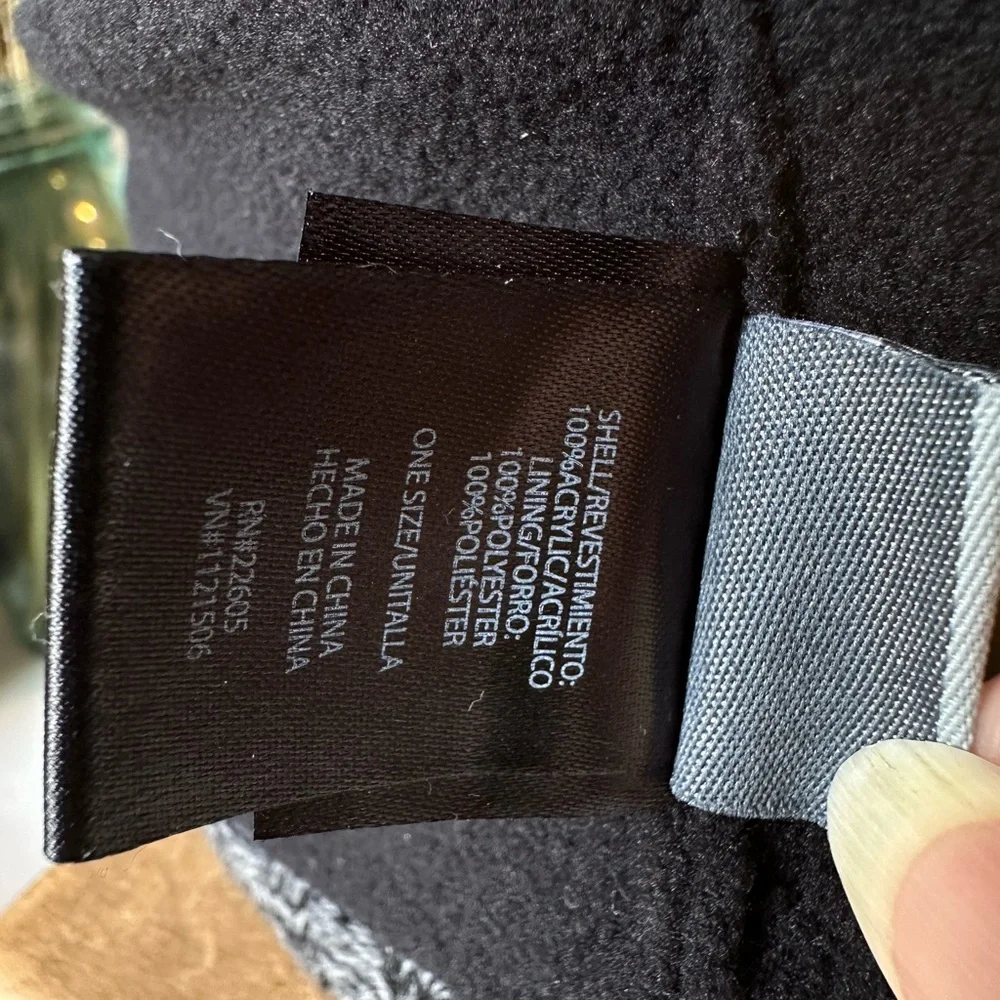 SHELL/REVESTIMIENTO:
100%ACRYLIC/ACRÍLICO
LINING/FORRO:
100%POLYESTER
100%POLIÉSTER
ONE SIZE/UNITALLA
MADE IN CHINA
HECHO EN CHINA
RN#22605
VN#1121506